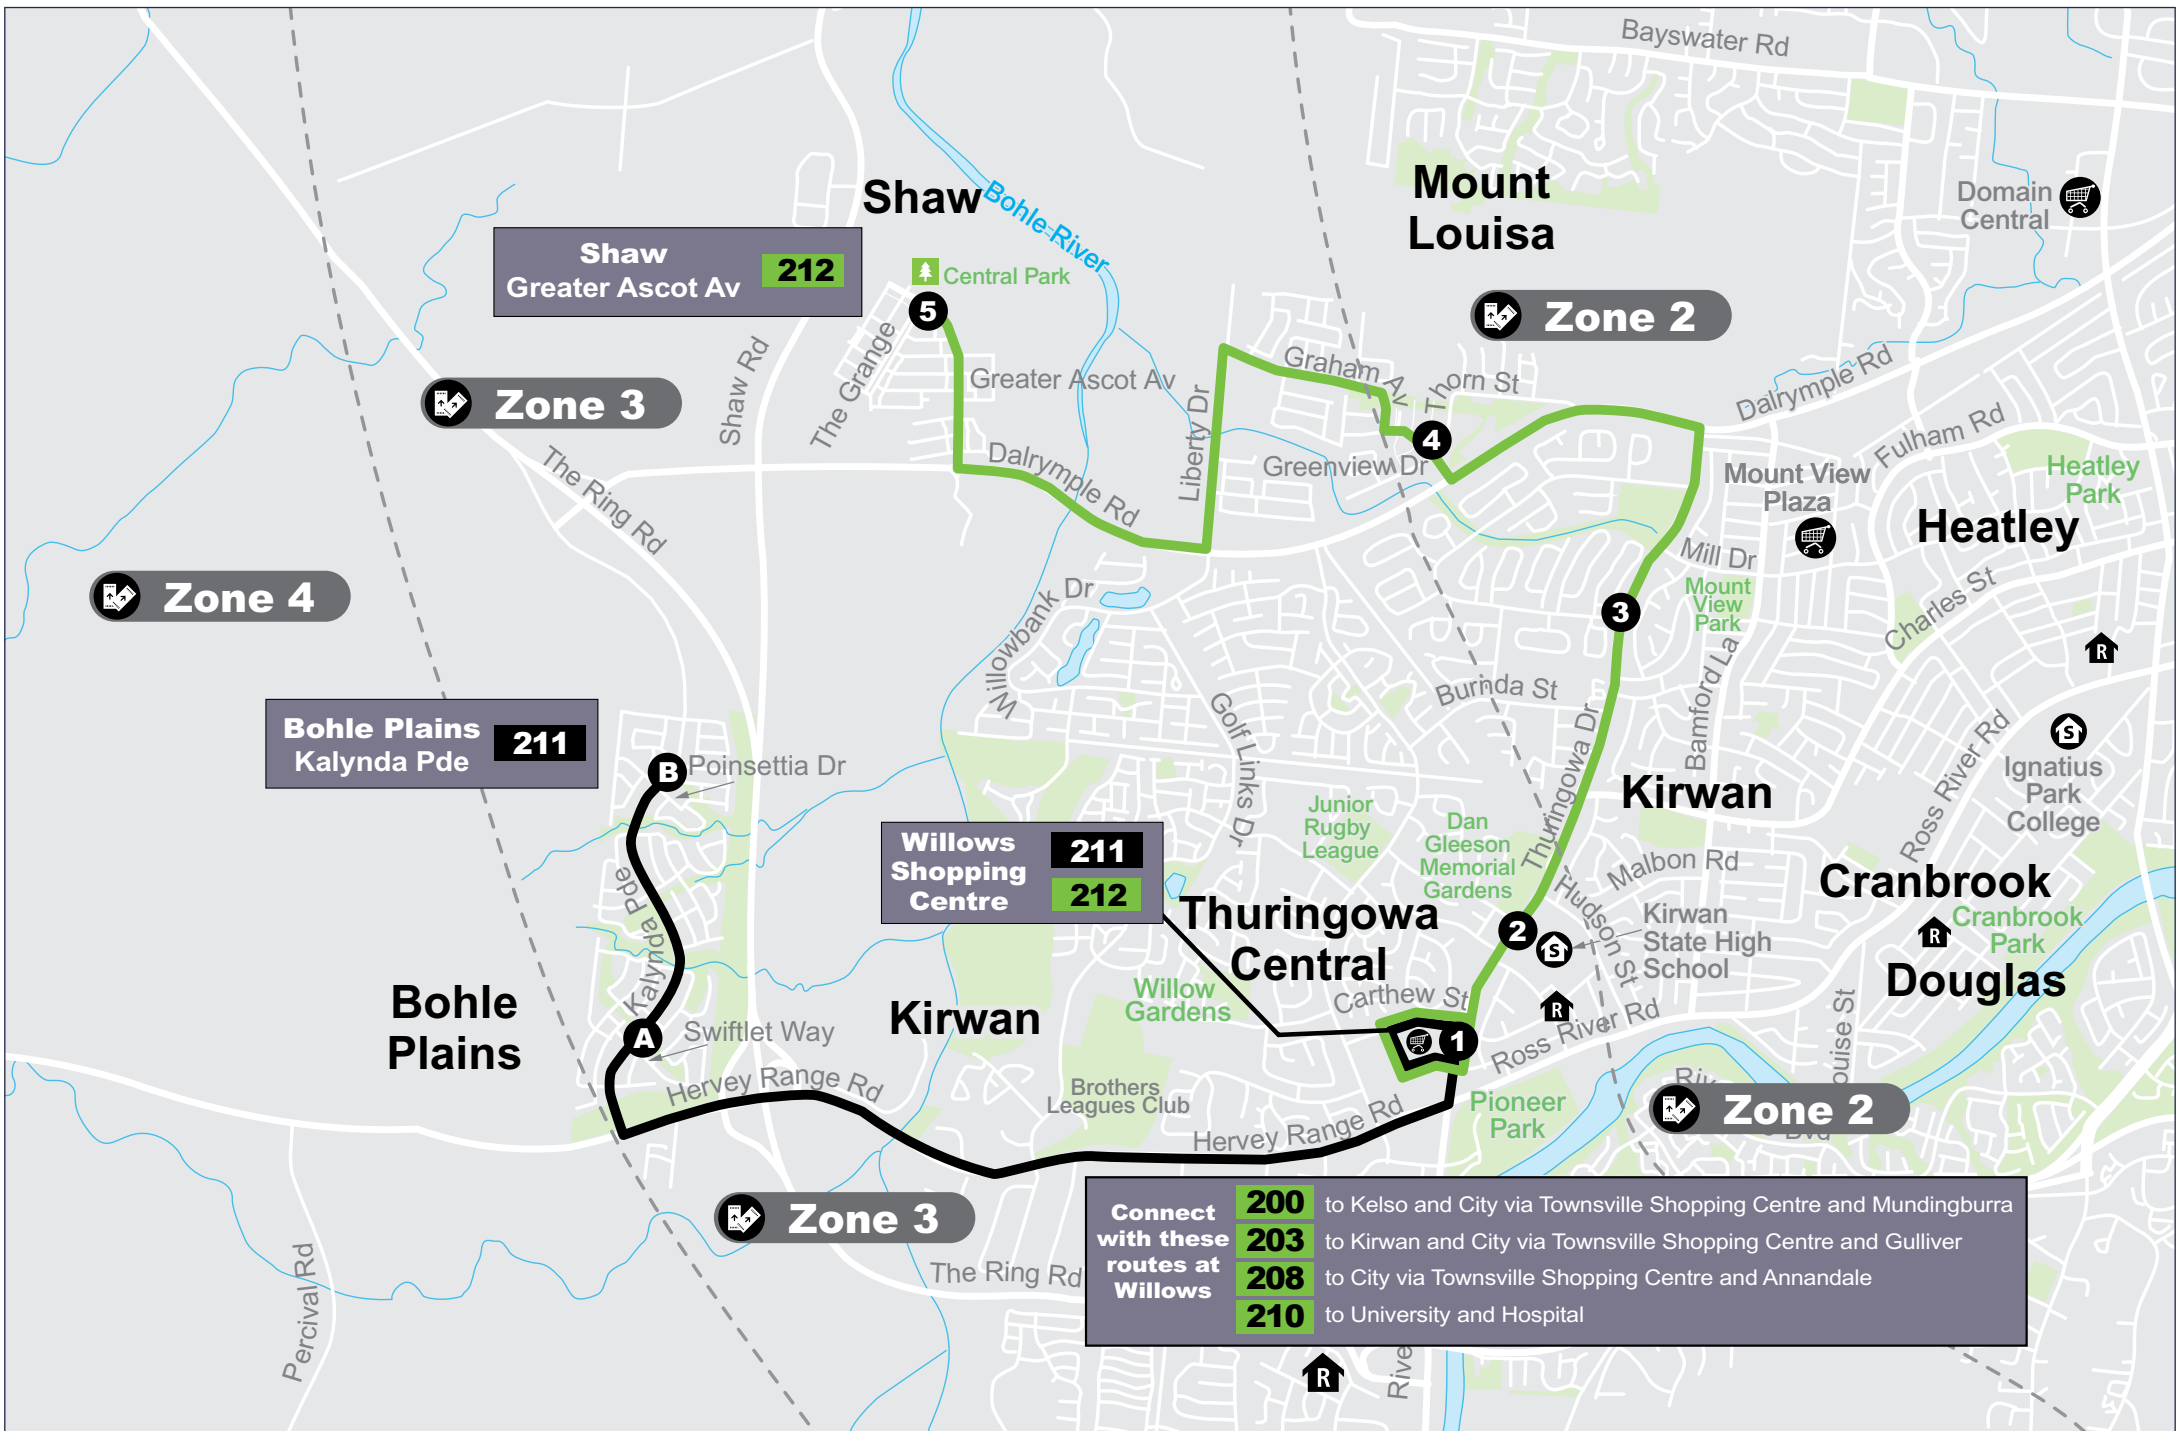 Bayswater Rd
Mount
Louisa
Domain
Central
Shaw
Bohle River
Shaw
Greater Ascot Av
212
Central Park
5
Zone 2
The Grange
Shaw Rd
Greater Ascot Av
Graham Av
Thorn St
Dalrymple Rd
Zone 3
Liberty Dr
4
Fulham Rd
Greenview Dr
Dalrymple Rd
The Ring Rd
Mount View
Plaza
Heatley
Park
Heatley
Mill Dr
Zone 4
Willowbank Dr
3
Mount
View
Park
Charles St
R
Burnda St
Bamford La
Golf Links Dr
Thuringowa Dr
Ross River Rd
S
Bohle Plains
Kalynda Pde
211
B
Poinsettia Dr
Ignatius
Park
College
Kirwan
Junior
Rugby
League
Dan
Gleeson
Memorial
Gardens
Willows
Shopping
Centre
211
212
Malbon Rd
Cranbrook
Kalynda Pde
Thuringowa
Central
2
S
Hudson St
Kirwan
State High
School
R
Cranbrook
Park
Douglas
Bohle
Plains
Kirwan
Willow
Gardens
Carthew St
R
Ross River Rd
A
Swiftlet Way
1
ouise St
Hervey Range Rd
Brothers
Leagues Club
Hervey Range Rd
Pioneer
Park
Riv
Zone 2
Blvd
Zone 3
The Ring Rd
Percival Rd
Connect
with these
routes at
Willows
200 to Kelso and City via Townsville Shopping Centre and Mundingburra
203 to Kirwan and City via Townsville Shopping Centre and Gulliver
208 to City via Townsville Shopping Centre and Annandale
210 to University and Hospital
R
Rive